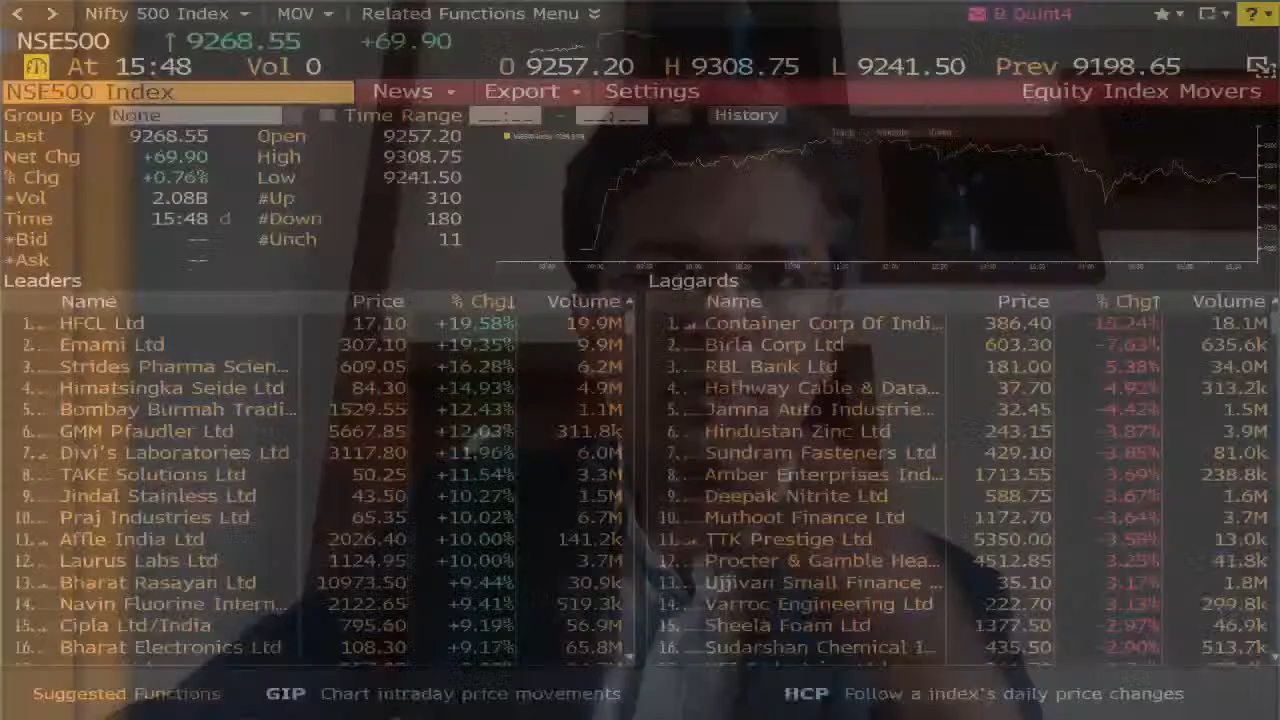 Nifty 500 Index MOV Related Functions Menu
NSE500 ↑ 9268.55 +69.90
At 15:48 Vol 0 O 9257.20 H 9308.75 L 9241.50 Prev 9198.65
NSE500 Index News Export Settings Equity Index Movers
Group By None Time Range History
Last 9268.55 Open 9257.20
Net Chg +69.90 High 9308.75
% Chg +0.76% Low 9241.50
*Vol 2.08B #Up 310
Time 15:48 d #Down 180
*Bid -- #Unch 11
*Ask --
Leaders Laggards
Name Price % Chg↓ Volume Name Price % Chg↑ Volume
1. HFCL Ltd 17.10 +19.58% 19.9M 1. Container Corp Of Indi... 386.40 18.1M
2. Emami Ltd 307.10 +19.35% 9.9M 2. Birla Corp Ltd 603.30 -7.63% 635.6k
3. Strides Pharma Scien... 609.05 +16.28% 6.2M 3. RBL Bank Ltd 181.00 -5.38% 34.0M
4. Himatsingka Seide Ltd 84.30 +14.93% 4.9M 4. Hathway Cable & Data... 37.70 -4.92% 313.2k
5. Bombay Burmah Tradi... 1529.55 +12.43% 1.1M 5. Jamna Auto Industrie... 32.45 -4.42% 1.5M
6. GMM Pfaudler Ltd 5667.85 +12.03% 311.8k 6. Hindustan Zinc Ltd 243.15 -3.87% 3.9M
7. Divi's Laboratories Ltd 3117.80 +11.96% 6.0M 7. Sundram Fasteners Ltd 429.10 -3.85% 81.0k
8. TAKE Solutions Ltd 50.25 +11.54% 3.3M 8. Amber Enterprises Ind... 1713.55 -3.69% 238.8k
9. Jindal Stainless Ltd 43.50 +10.27% 1.5M 9. Deepak Nitrite Ltd 588.75 -3.67% 1.6M
10. Praj Industries Ltd 65.35 +10.02% 6.7M 10. Muthoot Finance Ltd 1172.70 -3.64% 3.7M
11. Affle India Ltd 2026.40 +10.00% 141.2k 11. TTK Prestige Ltd 5350.00 13.0k
12. Laurus Labs Ltd 1124.95 +10.00% 3.7M 12. Procter & Gamble Hea... 4512.85 -3.25% 41.8k
13. Bharat Rasayan Ltd 10973.50 +9.44% 30.9k 13. Ujjivan Small Finance ... 35.10 -3.17% 1.8M
14. Navin Fluorine Intern... 2122.65 +9.41% 519.3k 14. Varroc Engineering Ltd 222.70 -3.13% 299.8k
15. Cipla Ltd/India 795.60 +9.19% 56.9M 15. Sheela Foam Ltd 1377.50 -2.97% 46.9k
16. Bharat Electronics Ltd 108.30 +9.17% 65.8M 16. Sudarshan Chemical I... 435.50 -2.90% 513.7k
Suggested Functions GIP Chart intraday price movements HCP Follow a index's daily price changes